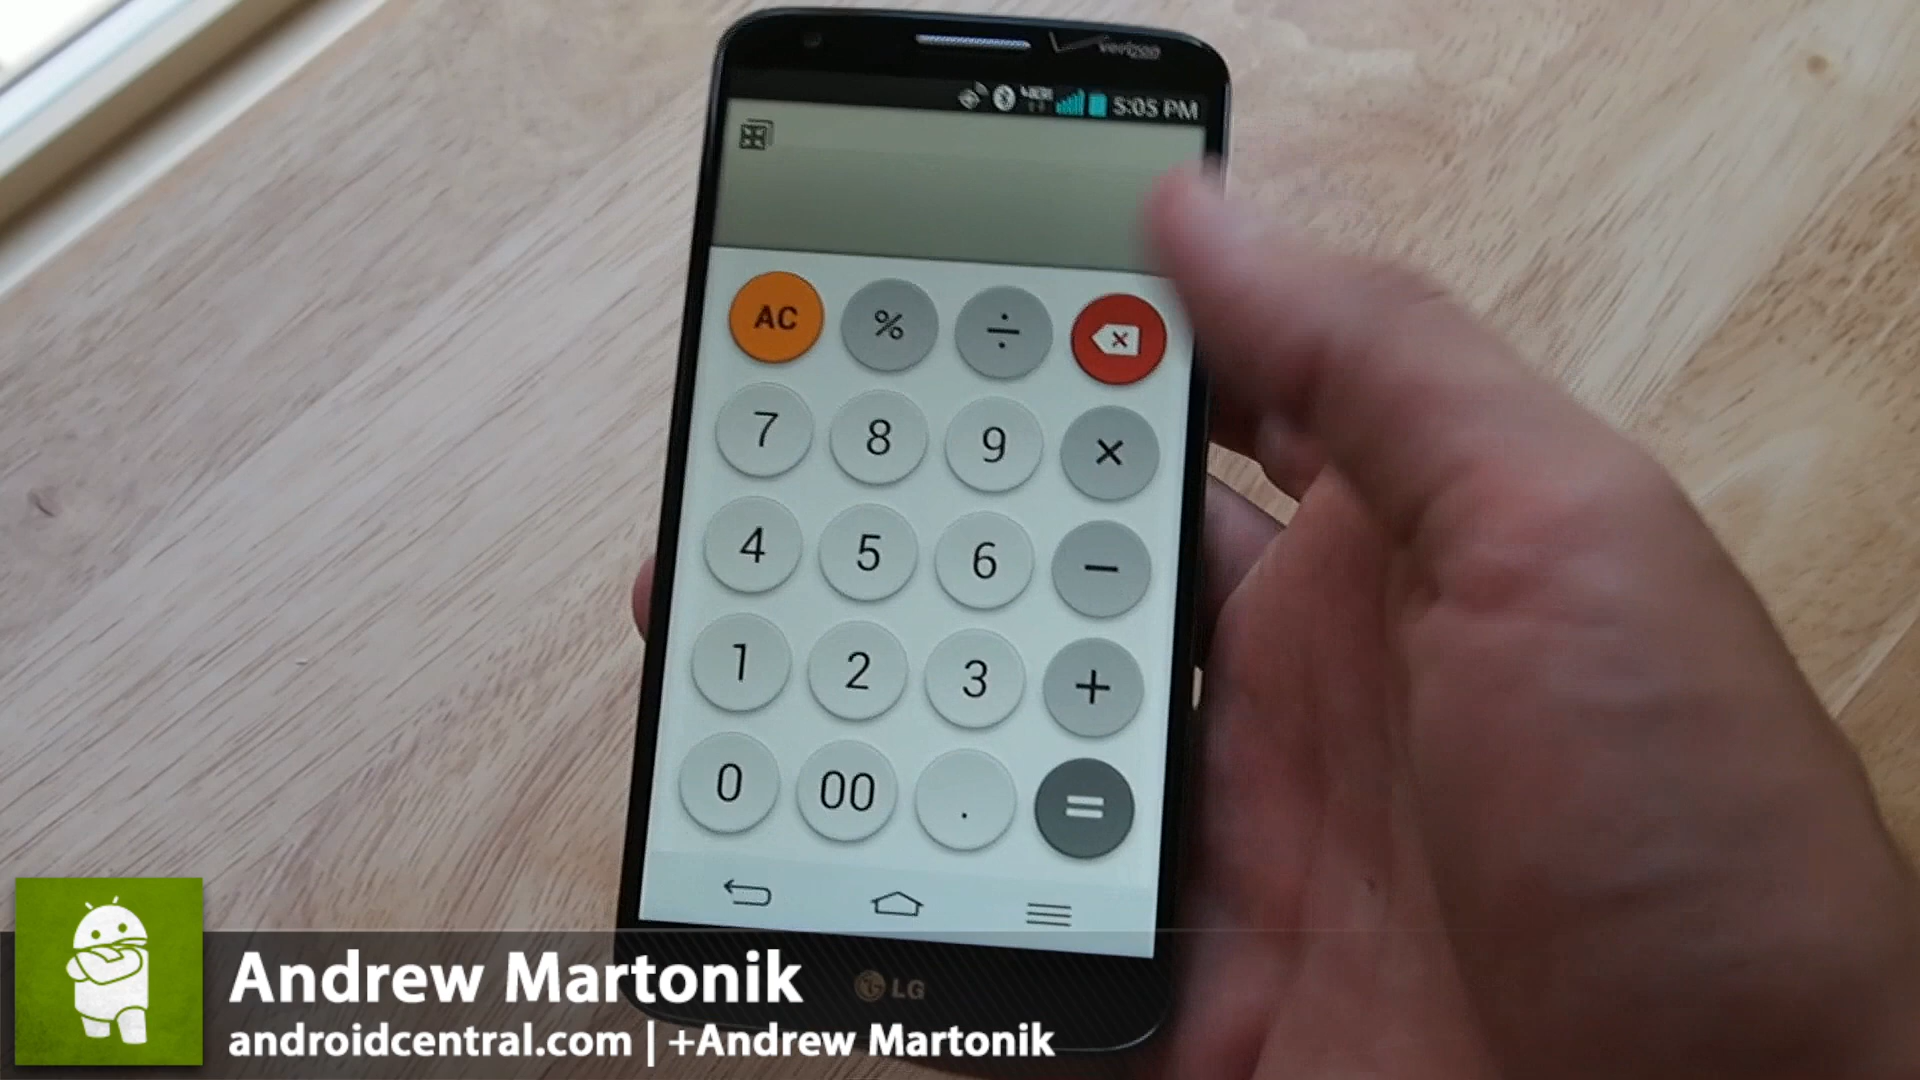 verizon
5:05 PM
AC % ÷
7 8 9 ×
4 5 6 −
1 2 3 +
0 00 . =
LG
Andrew Martonik
androidcentral.com | +Andrew Martonik